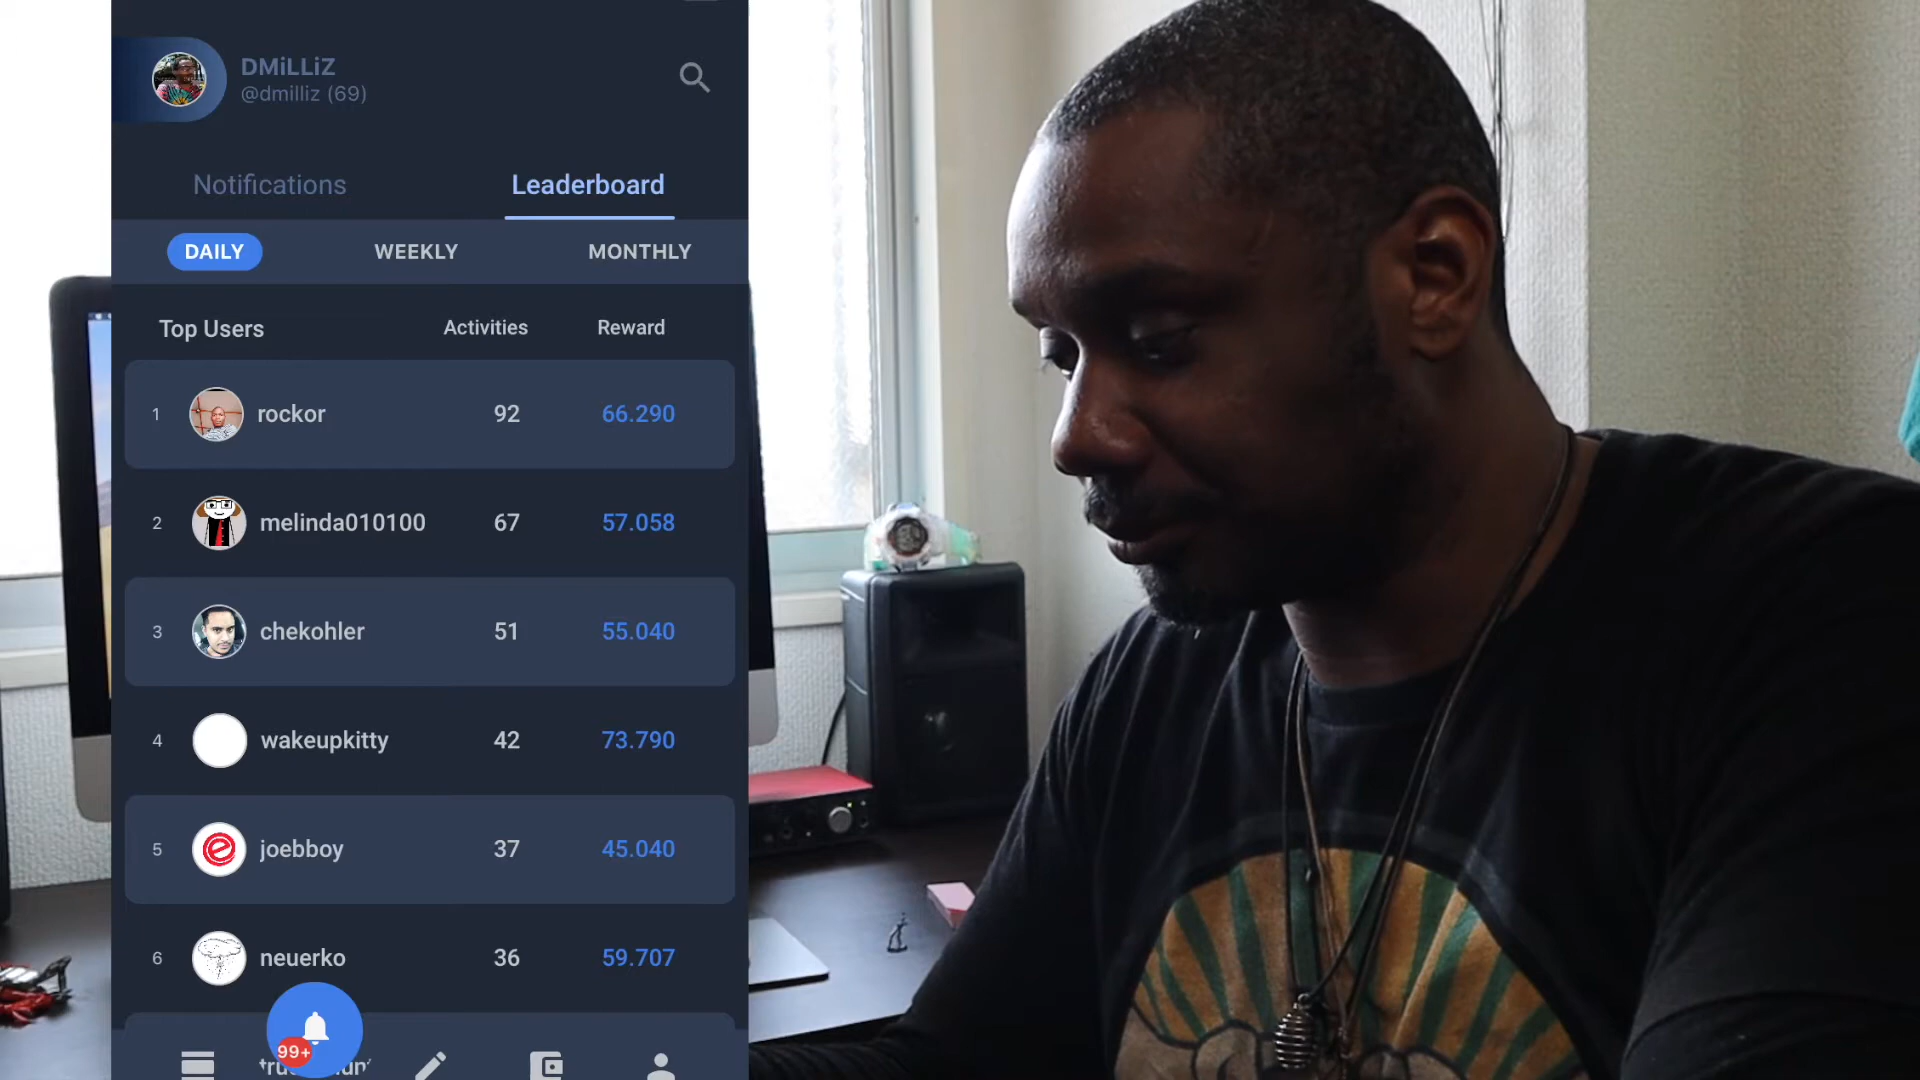 DMiLLiZ
@dmilliz (69)
Notifications Leaderboard
DAILY WEEKLY MONTHLY
Top Users Activities Reward
1 rockor 92 66.290
2 melinda010100 67 57.058
3 chekohler 51 55.040
4 wakeupkitty 42 73.790
5 joebboy 37 45.040
6 neuerko 36 59.707
99+